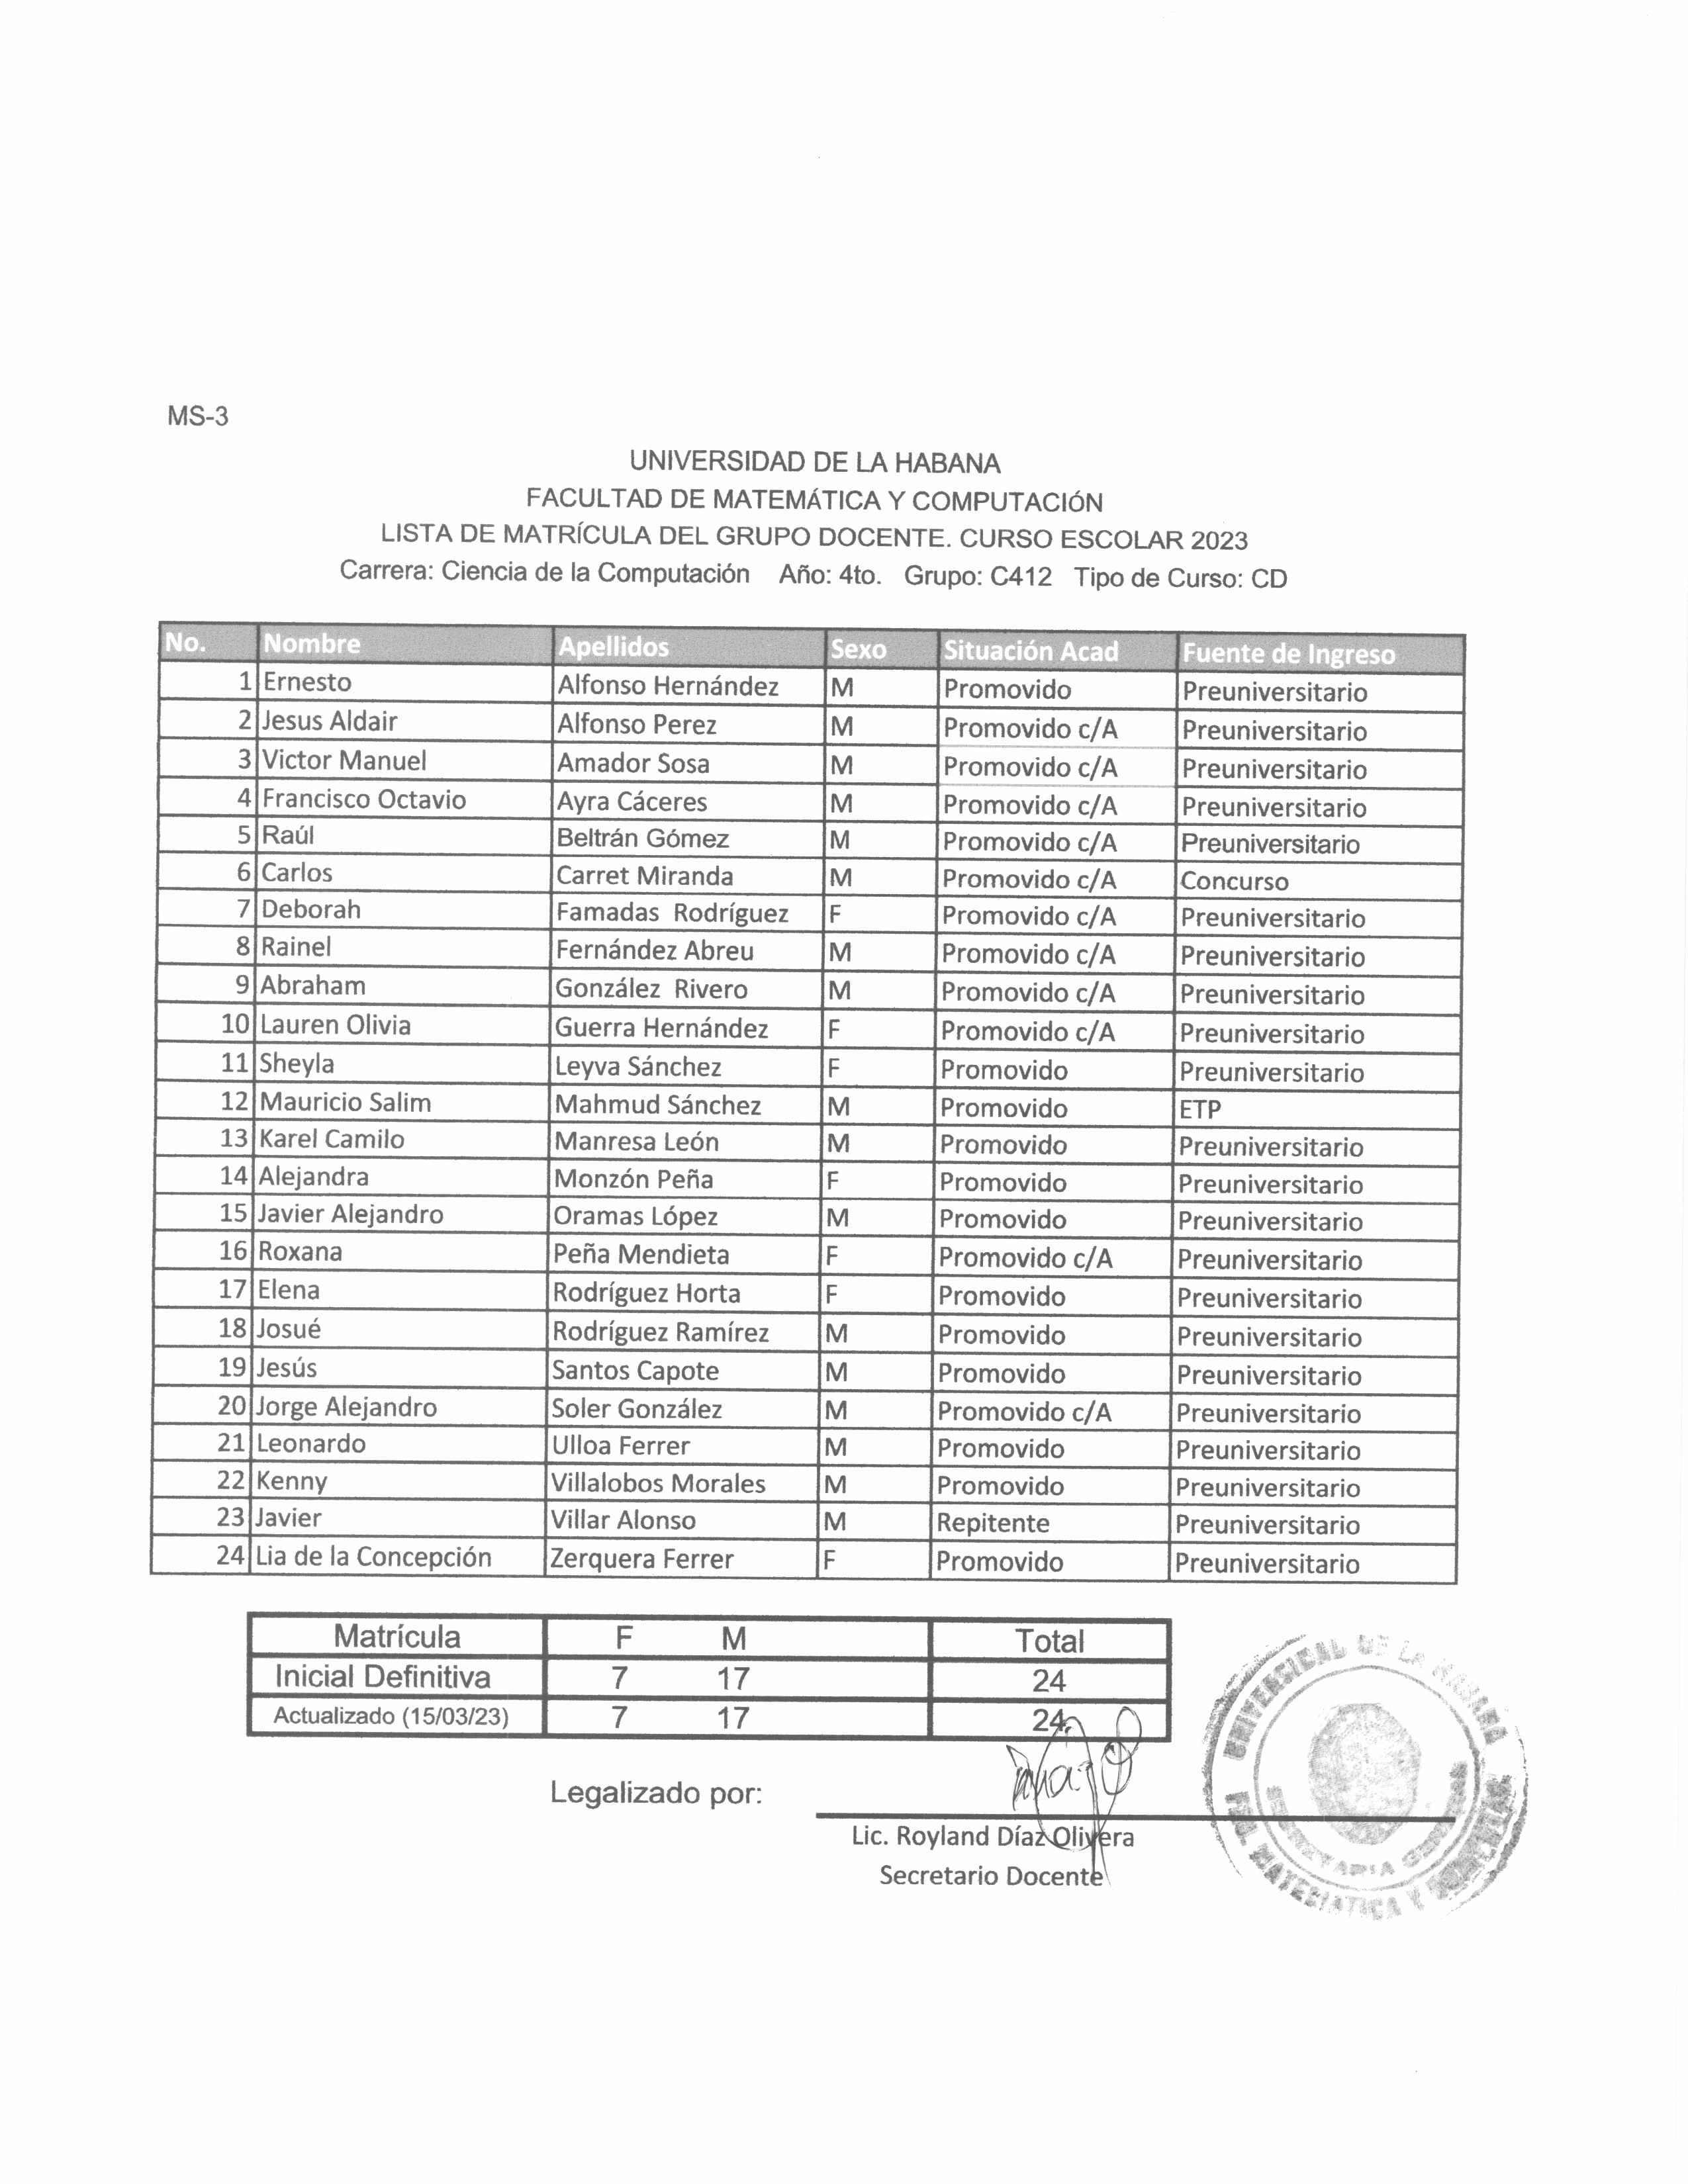 MS-3
UNIVERSIDAD DE LA HABANA
FACULTAD DE MATEMÁTICA Y COMPUTACIÓN
LISTA DE MATRÍCULA DEL GRUPO DOCENTE. CURSO ESCOLAR 2023
Carrera: Ciencia de la Computación Año: 4to. Grupo: C412 Tipo de Curso: CD
No. Nombre Apellidos Sexo Situación Acad Fuente de Ingreso
1 Ernesto Alfonso Hernández M Promovido Preuniversitario
2 Jesus Aldair Alfonso Perez M Promovido c/A Preuniversitario
3 Victor Manuel Amador Sosa M Promovido c/A Preuniversitario
4 Francisco Octavio Ayra Cáceres M Promovido c/A Preuniversitario
5 Raúl Beltrán Gómez M Promovido c/A Preuniversitario
6 Carlos Carret Miranda M Promovido c/A Concurso
7 Deborah Famadas Rodríguez F Promovido c/A Preuniversitario
8 Rainel Fernández Abreu M Promovido c/A Preuniversitario
9 Abraham González Rivero M Promovido c/A Preuniversitario
10 Lauren Olivia Guerra Hernández F Promovido c/A Preuniversitario
11 Sheyla Leyva Sánchez F Promovido Preuniversitario
12 Mauricio Salim Mahmud Sánchez M Promovido ETP
13 Karel Camilo Manresa León M Promovido Preuniversitario
14 Alejandra Monzón Peña F Promovido Preuniversitario
15 Javier Alejandro Oramas López M Promovido Preuniversitario
16 Roxana Peña Mendieta F Promovido c/A Preuniversitario
17 Elena Rodríguez Horta F Promovido Preuniversitario
18 Josué Rodríguez Ramírez M Promovido Preuniversitario
19 Jesús Santos Capote M Promovido Preuniversitario
20 Jorge Alejandro Soler González M Promovido c/A Preuniversitario
21 Leonardo Ulloa Ferrer M Promovido Preuniversitario
22 Kenny Villalobos Morales M Promovido Preuniversitario
23 Javier Villar Alonso M Repitente Preuniversitario
24 Lia de la Concepción Zerquera Ferrer F Promovido Preuniversitario
Matrícula F M Total
Inicial Definitiva 7 17 24
Actualizado (15/03/23) 7 17 24
Legalizado por:
Lic. Royland Díaz Olivera
Secretario Docente
UNIVERSIDAD DE LA HABANA
MATEMATICA Y